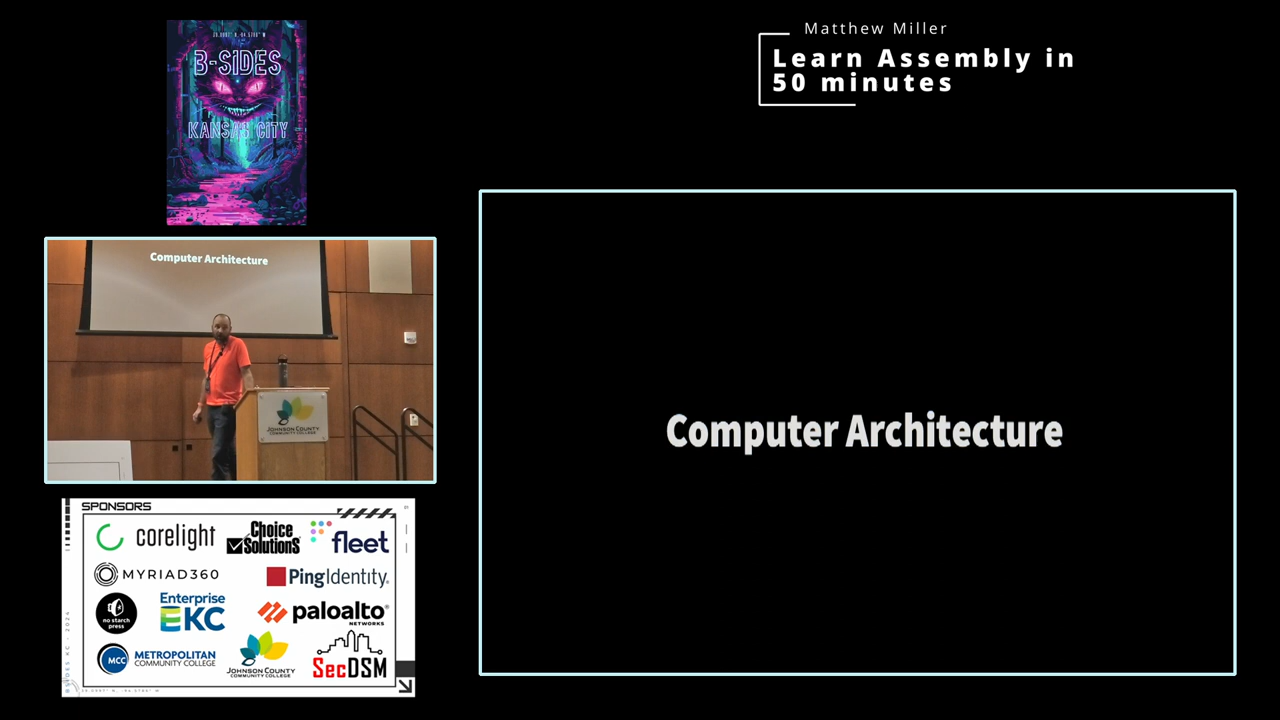 B-SIDES
KANSAS CITY
Matthew Miller
Learn Assembly in
50 minutes
Computer Architecture
JOHNSON COUNTY
COMMUNITY COLLEGE
Computer Architecture
SPONSORS
corelight
Choice
Solutions
fleet
MYRIAD360
PingIdentity
no starch
press
Enterprise
EKC
paloalto
NETWORKS
MCC
METROPOLITAN
COMMUNITY COLLEGE
JOHNSON COUNTY
COMMUNITY COLLEGE
SecDSM